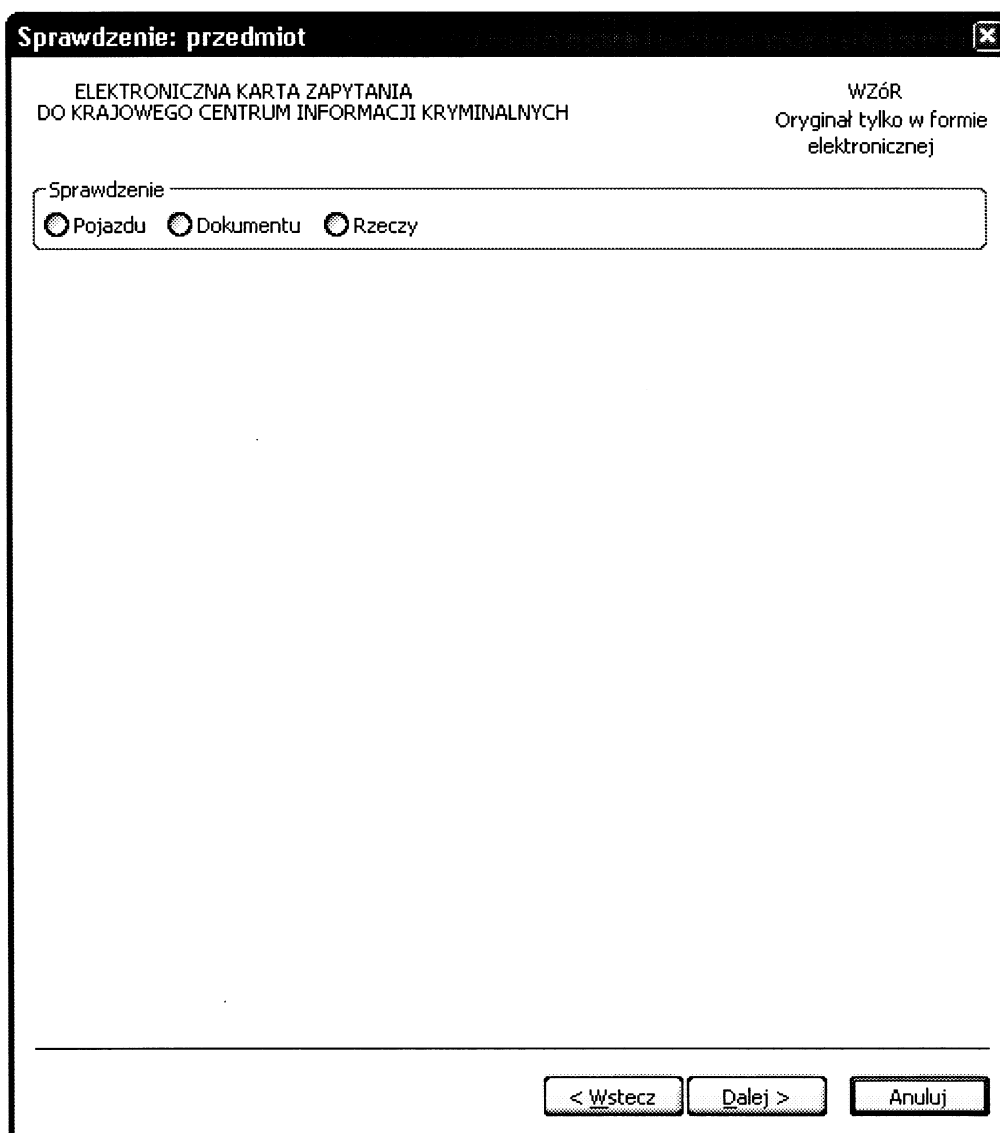 Sprawdzenie: przedmiot
ELEKTRONICZNA KARTA ZAPYTANIA
DO KRAJOWEGO CENTRUM INFORMACJI KRYMINALNYCH
WZóR
Oryginał tylko w formie
elektronicznej
Sprawdzenie
Pojazdu Dokumentu Rzeczy
< Wstecz Dalej > Anuluj